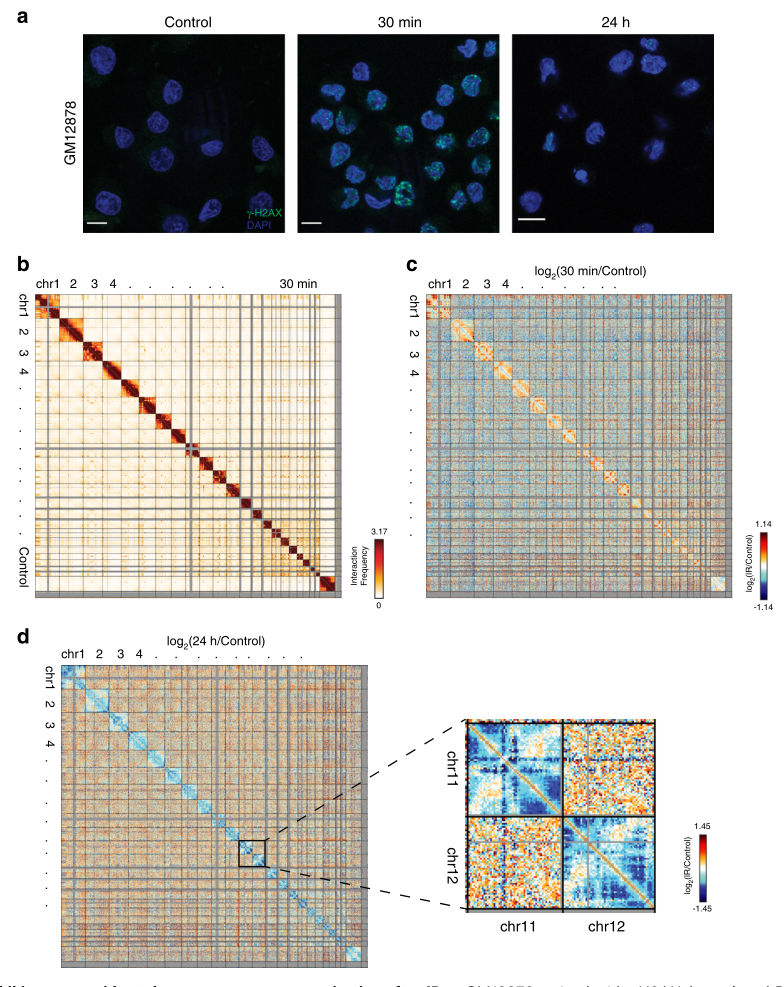 a
Control
30 min
24 h
GM12878
γ-H2AX
DAPI
b
chr1 2 3 4 . . . . . . 30 min
chr1
2
3
4
.
.
.
.
.
.
.
Control
3.17
Interaction
Frequency
0
c
log2(30 min/Control)
chr1 2 3 4 . . . . . .
chr1
2
3
4
.
.
.
.
.
.
.
1.14
log2(IR/Control)
-1.14
d
log2(24 h/Control)
chr1 2 3 4 . . . . . . . . .
chr1
2
3
4
.
.
.
.
.
.
.
chr11
chr12
chr11 chr12
1.45
log2(IR/Control)
-1.45